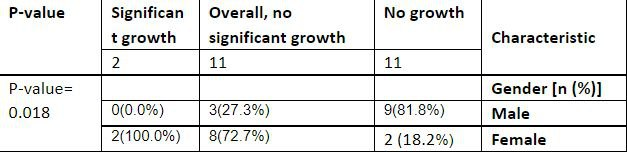 P-value Significan Overall, no No growth
t growth significant growth Characteristic
2 11 11
P-value= Gender [n (%)]
0.018 0(0.0%) 3(27.3%) 9(81.8%) Male
2(100.0%) 8(72.7%) 2 (18.2%) Female